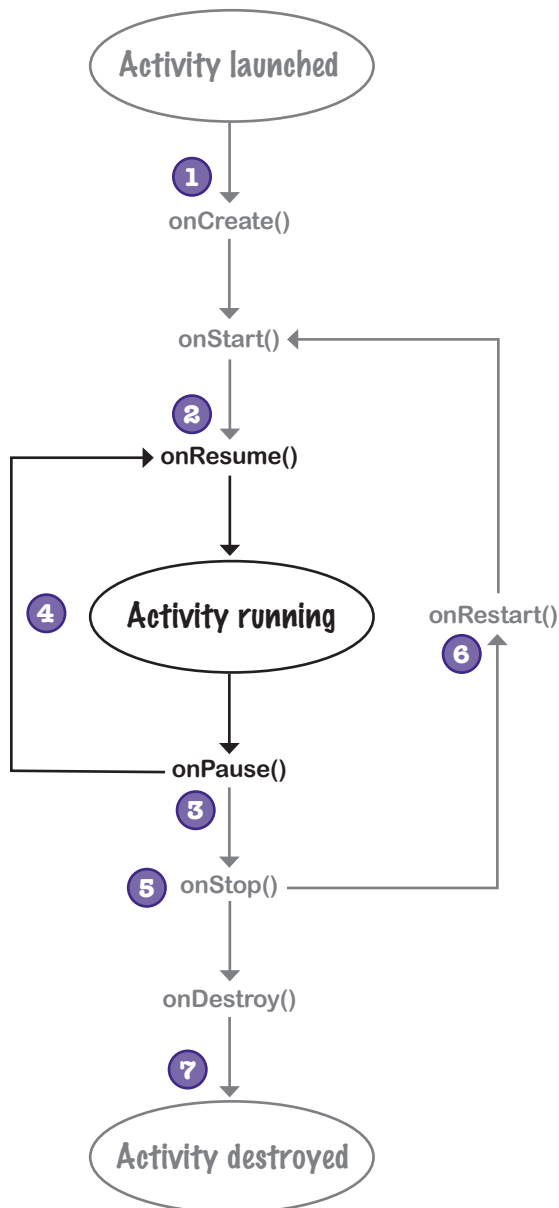 Activity launched
1
onCreate()
onStart()
2
onResume()
4
Activity running
onRestart()
6
onPause()
3
5
onStop()
onDestroy()
7
Activity destroyed